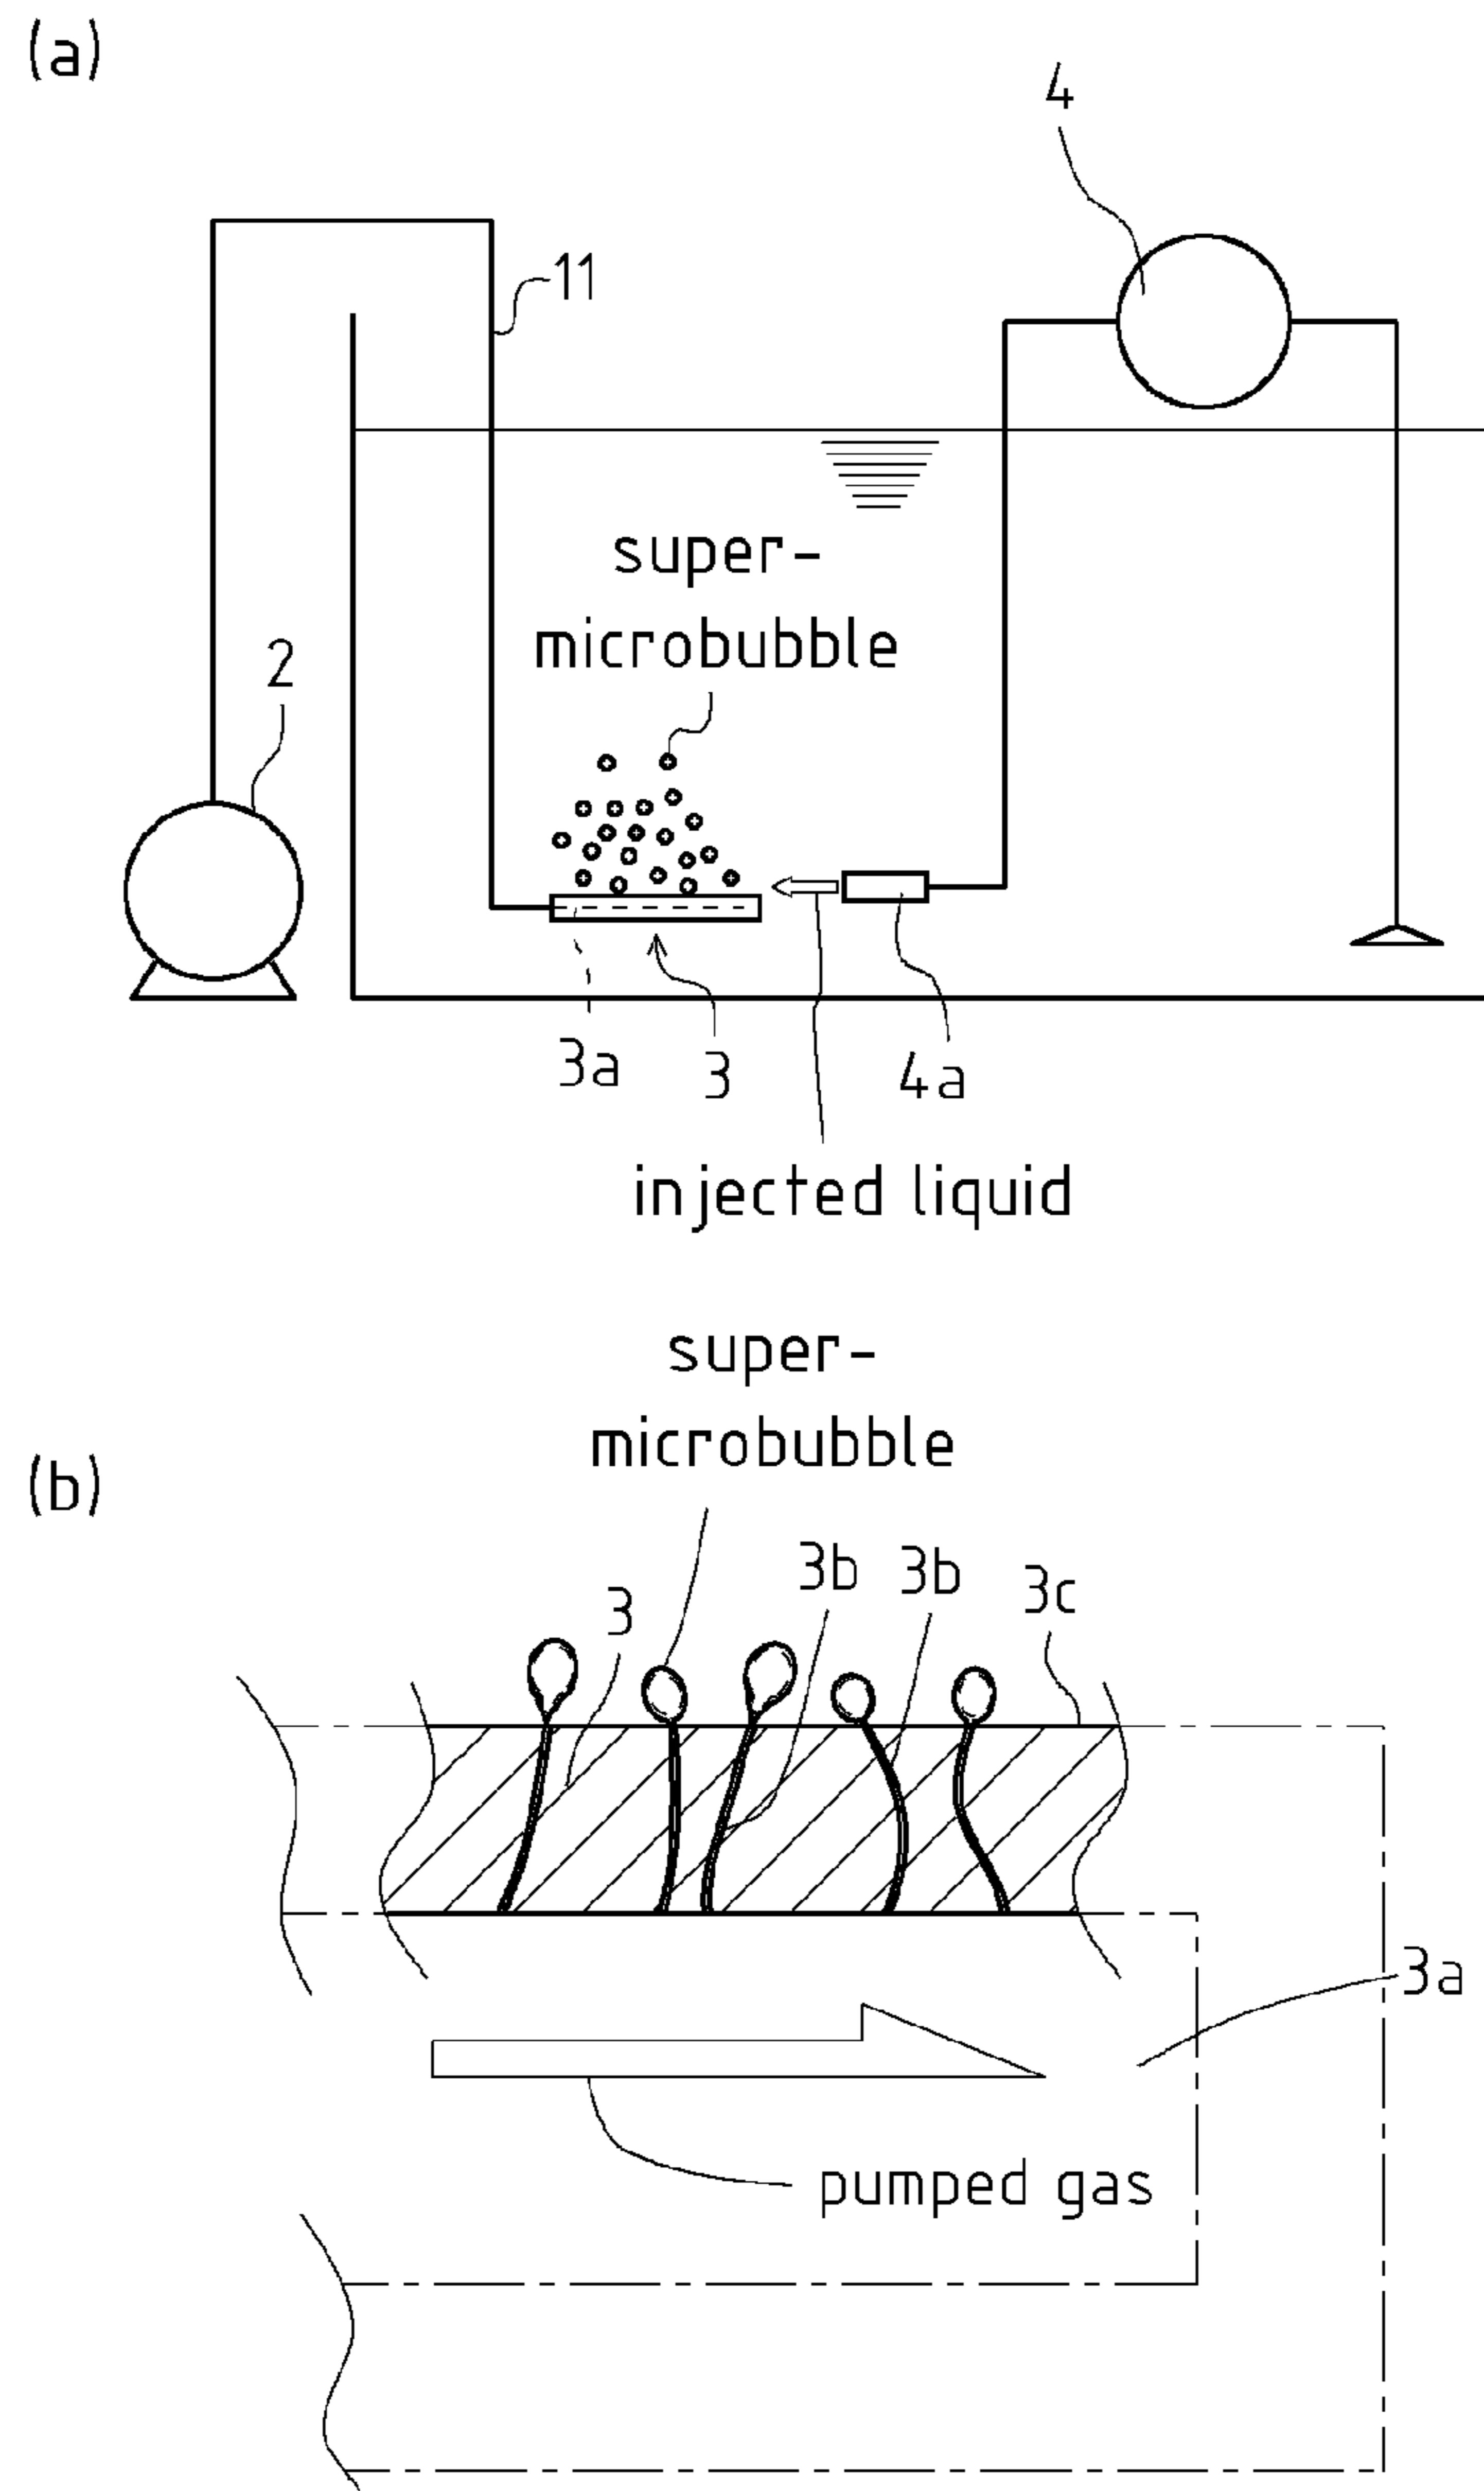 (a)
4
11
super-
microbubble
2
3a
3
4a
injected liquid
super-
microbubble
(b)
3
3b
3b
3c
3a
pumped gas